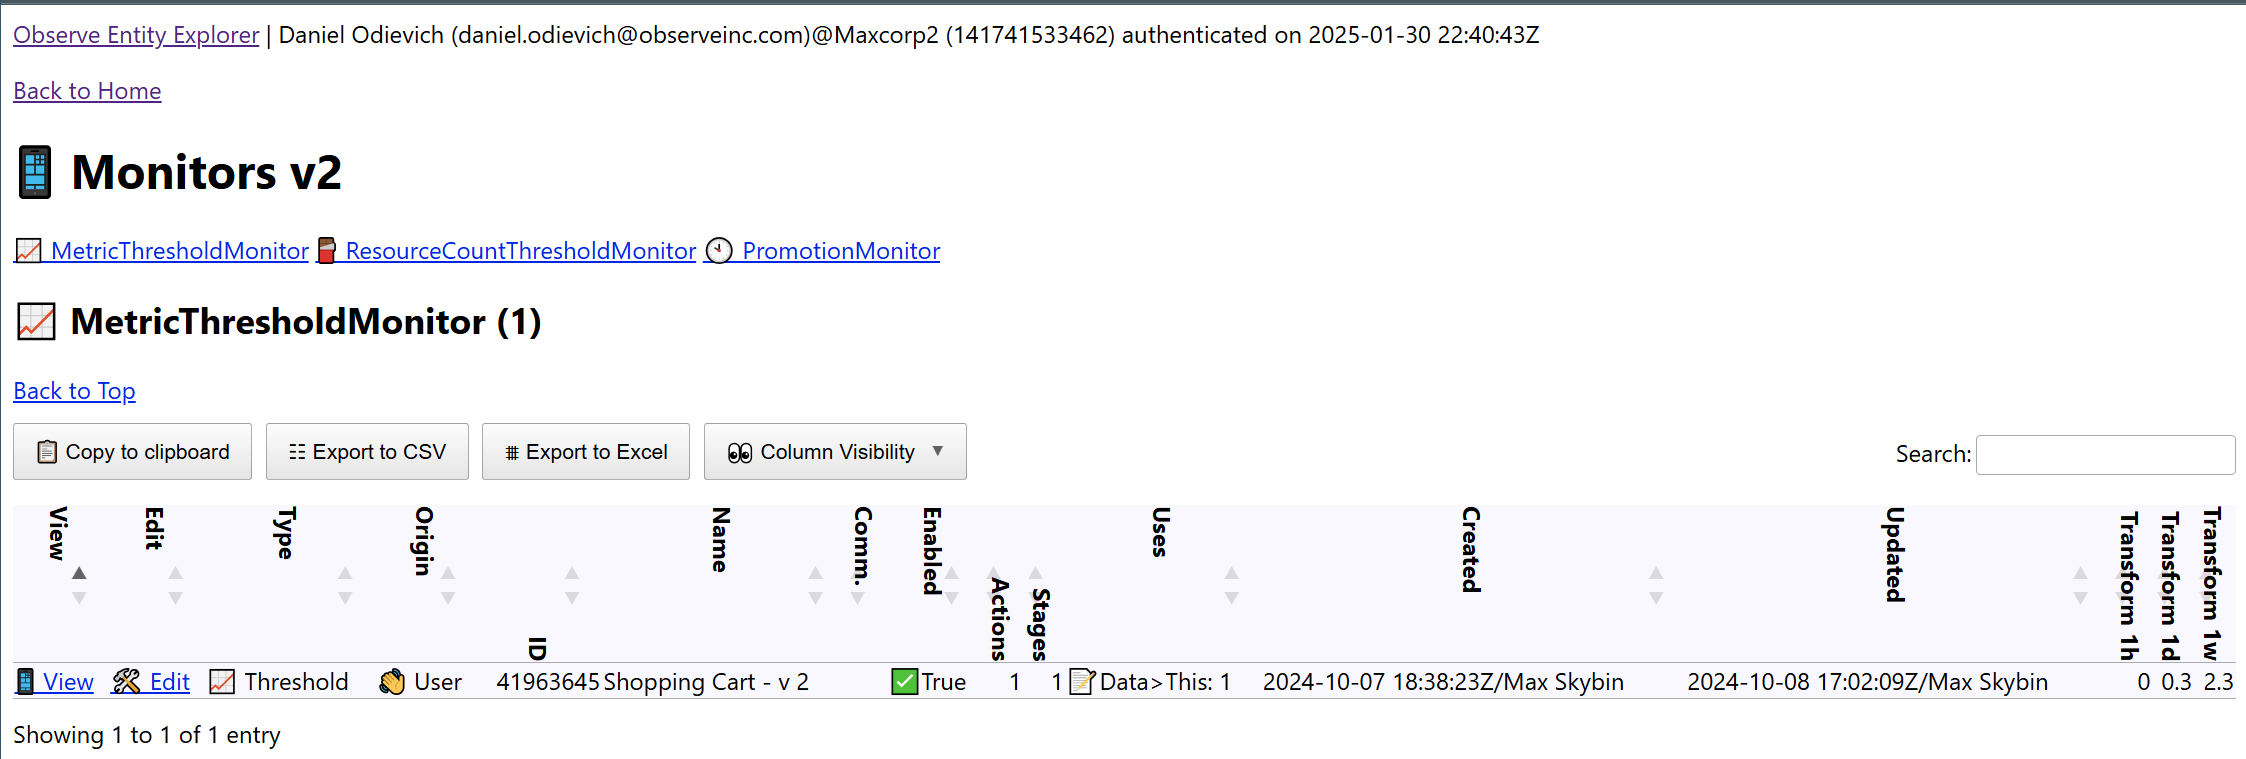 Observe Entity Explorer | Daniel Odievich (daniel.odievich@observeinc.com)@Maxcorp2 (141741533462) authenticated on 2025-01-30 22:40:43Z
Back to Home
Monitors v2
MetricThresholdMonitor ResourceCountThresholdMonitor PromotionMonitor
MetricThresholdMonitor (1)
Back to Top
Copy to clipboard Export to CSV Export to Excel Column Visibility ▼ Search:
View Edit Type Origin ID Name Comm. Enabled Actions Stages Uses Created Updated Transform 1h Transform 1d Transform 1w
View Edit Threshold User 41963645 Shopping Cart - v 2 True 1 1 Data>This: 1 2024-10-07 18:38:23Z/Max Skybin 2024-10-08 17:02:09Z/Max Skybin 0 0.3 2.3
Showing 1 to 1 of 1 entry